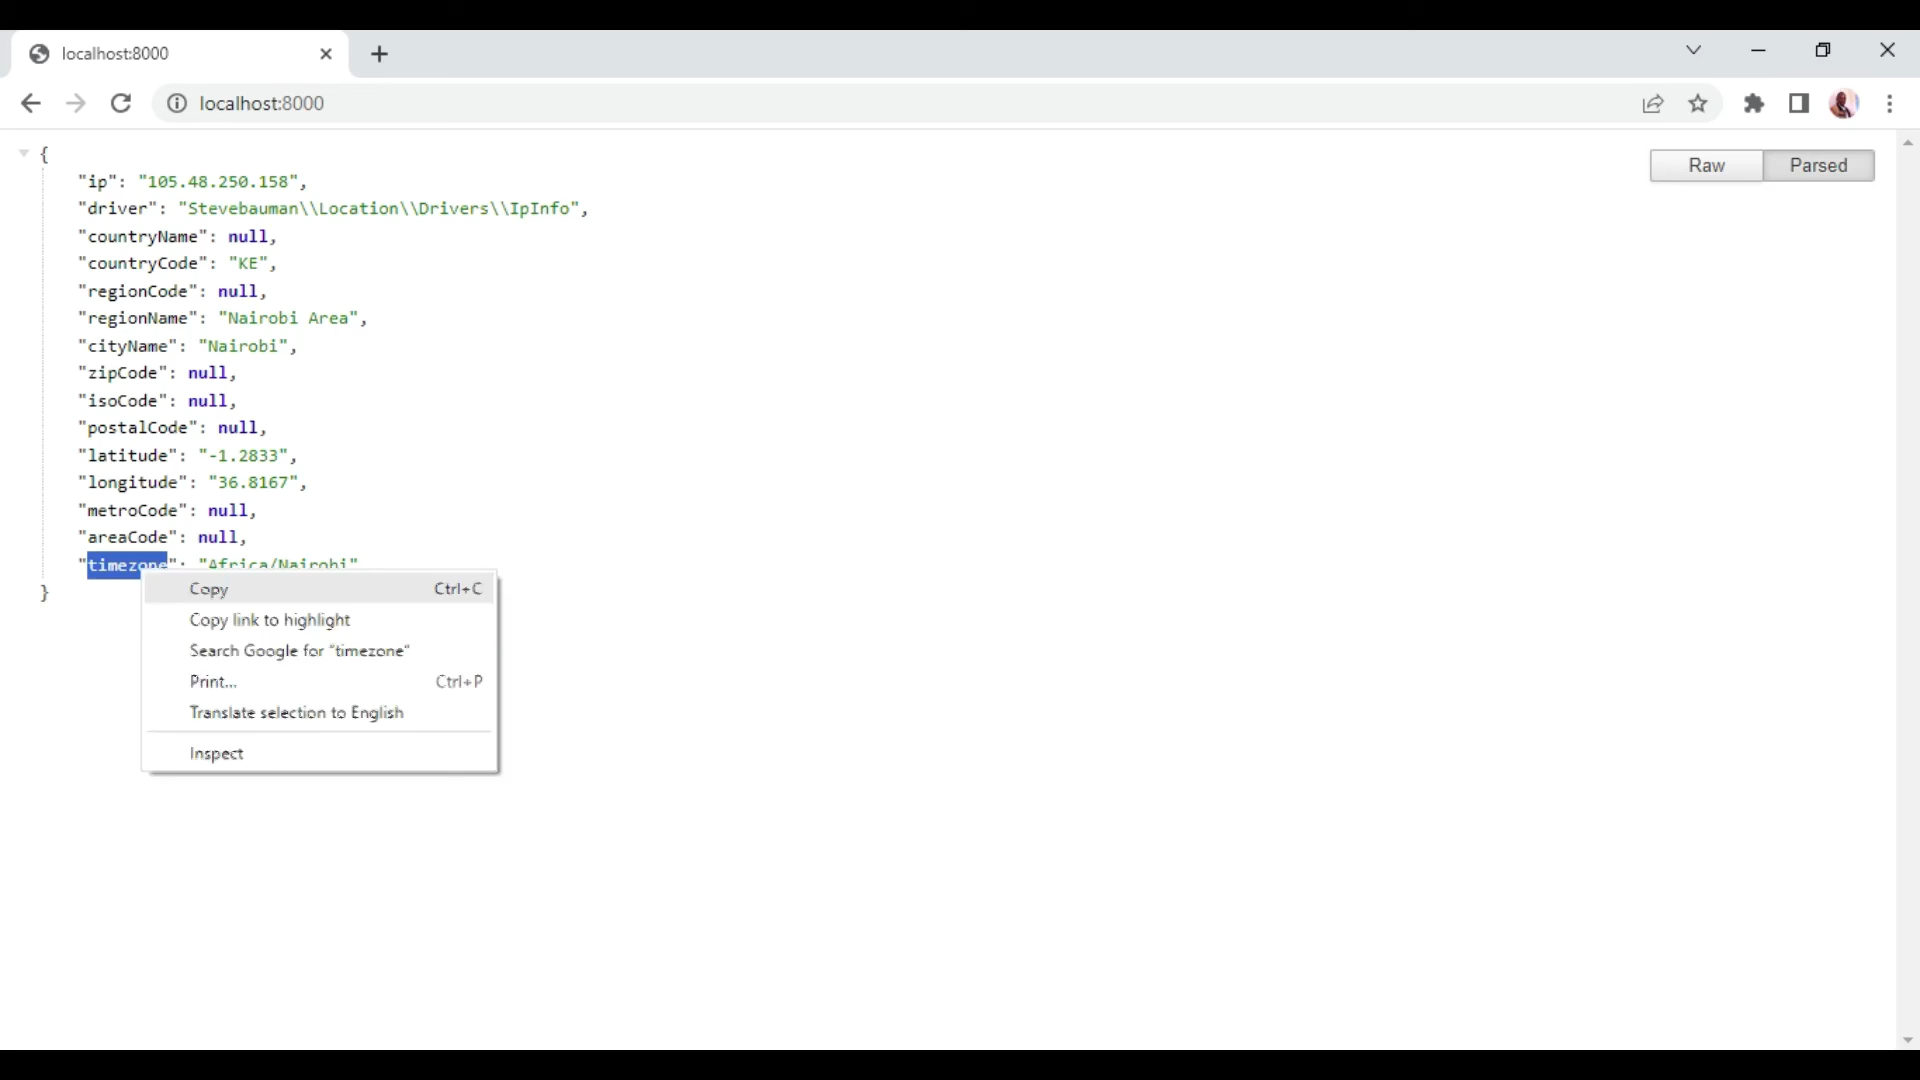 localhost:8000
localhost:8000
Raw
Parsed
{
"ip": "105.48.250.158",
"driver": "Stevebauman\\Location\\Drivers\\IpInfo",
"countryName": null,
"countryCode": "KE",
"regionCode": null,
"regionName": "Nairobi Area",
"cityName": "Nairobi",
"zipCode": null,
"isoCode": null,
"postalCode": null,
"latitude": "-1.2833",
"longitude": "36.8167",
"metroCode": null,
"areaCode": null,
"timezone": "Africa/Nairobi"
}
Copy Ctrl+C
Copy link to highlight
Search Google for "timezone"
Print... Ctrl+P
Translate selection to English
Inspect